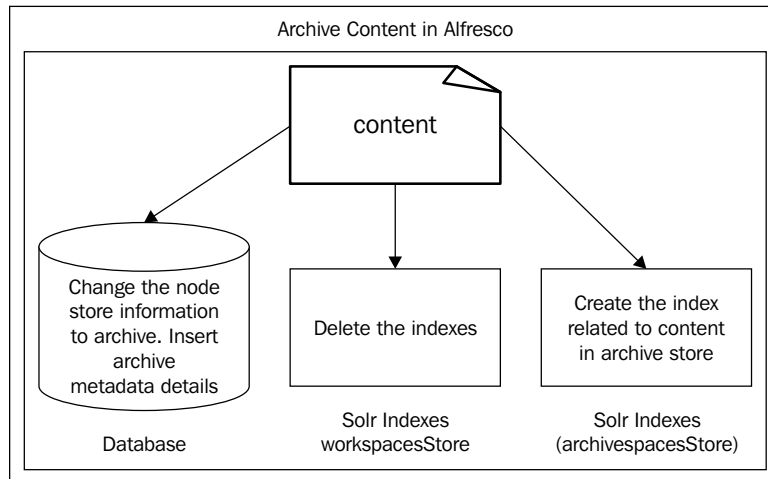 Archive Content in Alfresco
content
Change the node
store information
to archive. Insert
archive
metadata details
Delete the indexes
Create the index
related to content
in archive store
Database
Solr Indexes
workspacesStore
Solr Indexes
(archivespacesStore)